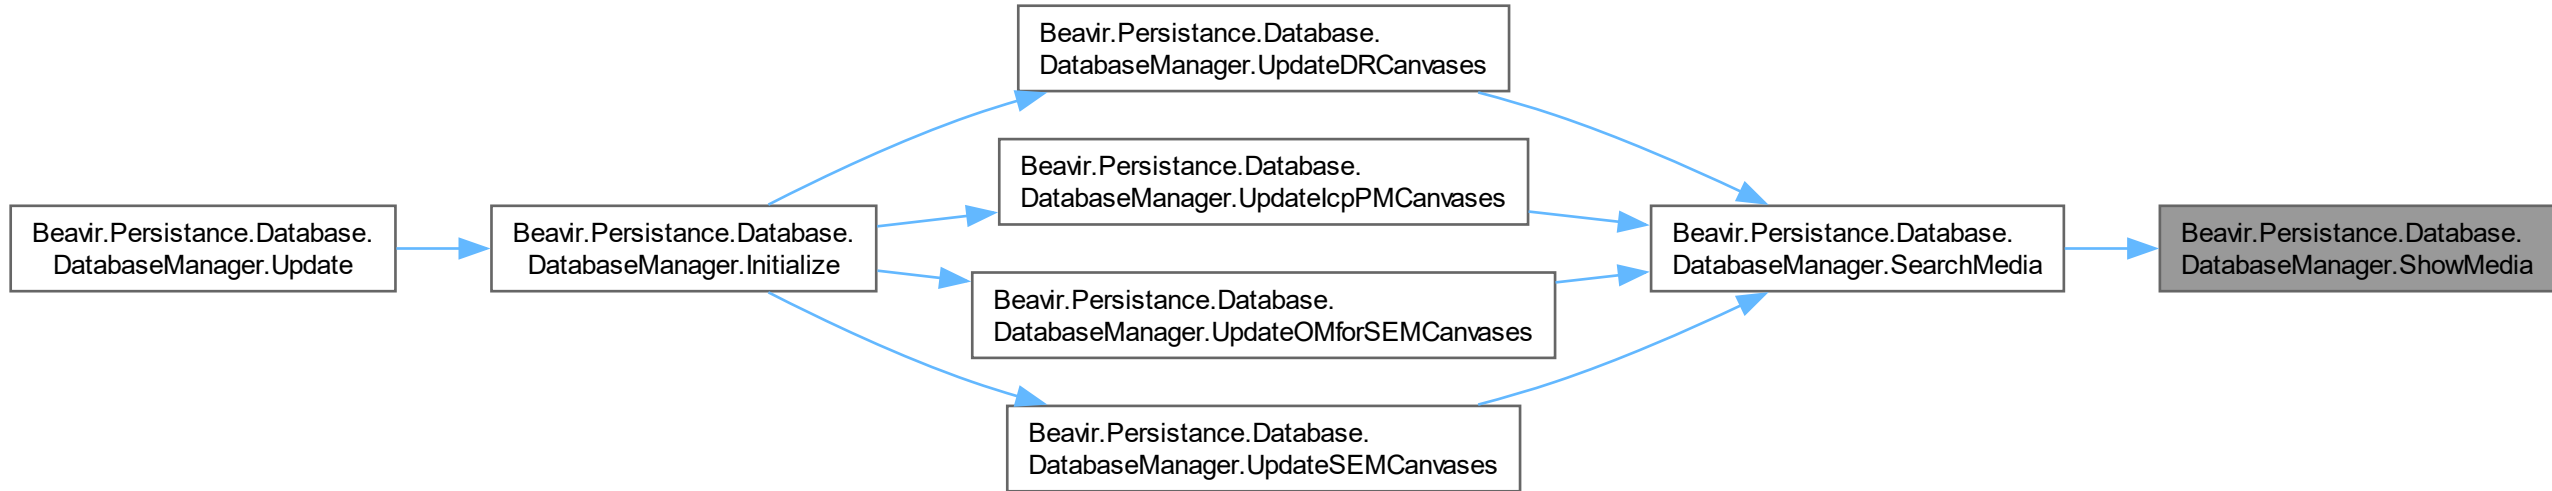 Beavir.Persistance.Database.
DatabaseManager.Update
Beavir.Persistance.Database.
DatabaseManager.Initialize
Beavir.Persistance.Database.
DatabaseManager.UpdateDRCanvases
Beavir.Persistance.Database.
DatabaseManager.UpdateIcpPMCanvases
Beavir.Persistance.Database.
DatabaseManager.UpdateOMforSEMCanvases
Beavir.Persistance.Database.
DatabaseManager.UpdateSEMCanvases
Beavir.Persistance.Database.
DatabaseManager.SearchMedia
Beavir.Persistance.Database.
DatabaseManager.ShowMedia